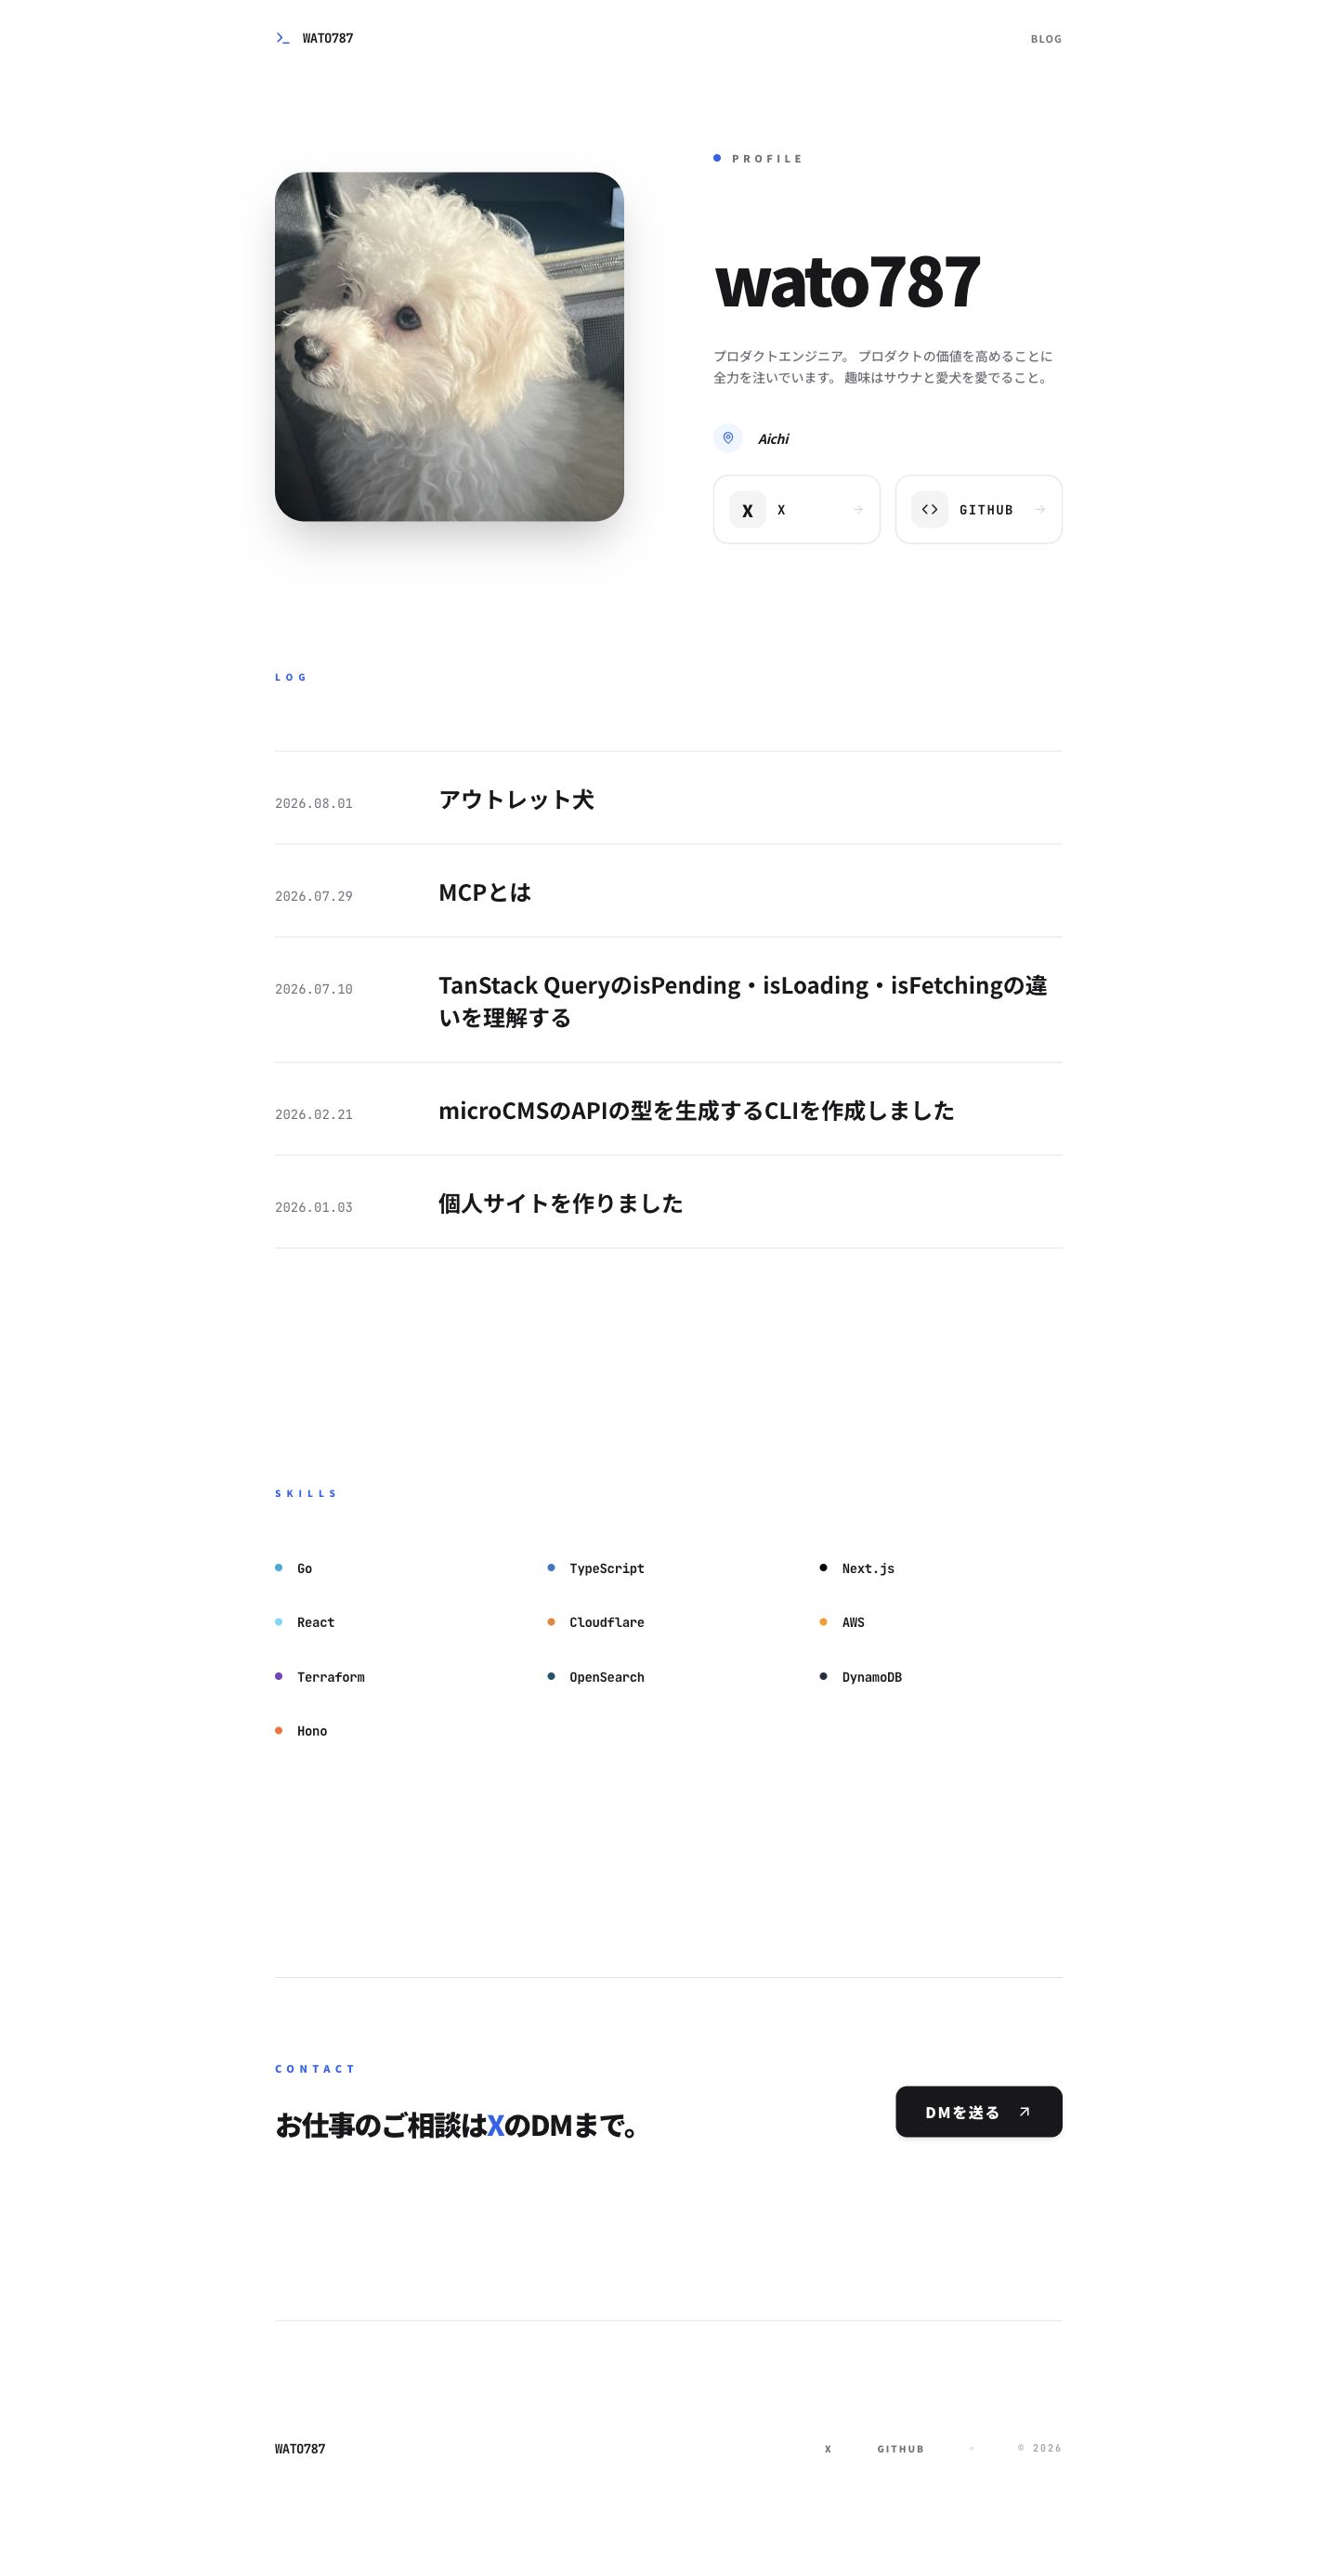 WATO787
BLOG
PROFILE
wato787
プロダクトエンジニア。 プロダクトの価値を高めることに
全力を注いでいます。 趣味はサウナと愛犬を愛でること。
Aichi
X X
GITHUB
LOG
2026.08.01 アウトレット犬
2026.07.29 MCPとは
2026.07.10 TanStack QueryのisPending・isLoading・isFetchingの違
いを理解する
2026.02.21 microCMSのAPIの型を生成するCLIを作成しました
2026.01.03 個人サイトを作りました
SKILLS
Go TypeScript Next.js
React Cloudflare AWS
Terraform OpenSearch DynamoDB
Hono
CONTACT
お仕事のご相談はXのDMまで。
DMを送る
WATO787 X GITHUB © 2026